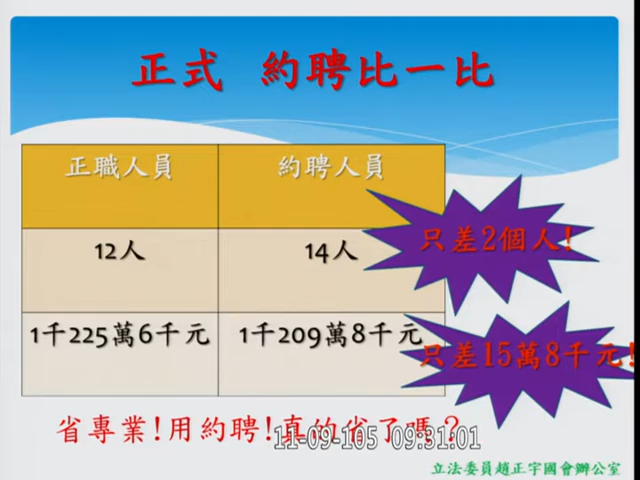 正式 約聘比一比
正職人員 約聘人員
12人 14人
只差2個人!
1千225萬6千元 1千209萬8千元
只差15萬8千元!
省專業!用約聘!真的省了嗎?
11-09-105 09:31:01
立法委員趙正宇國會辦公室